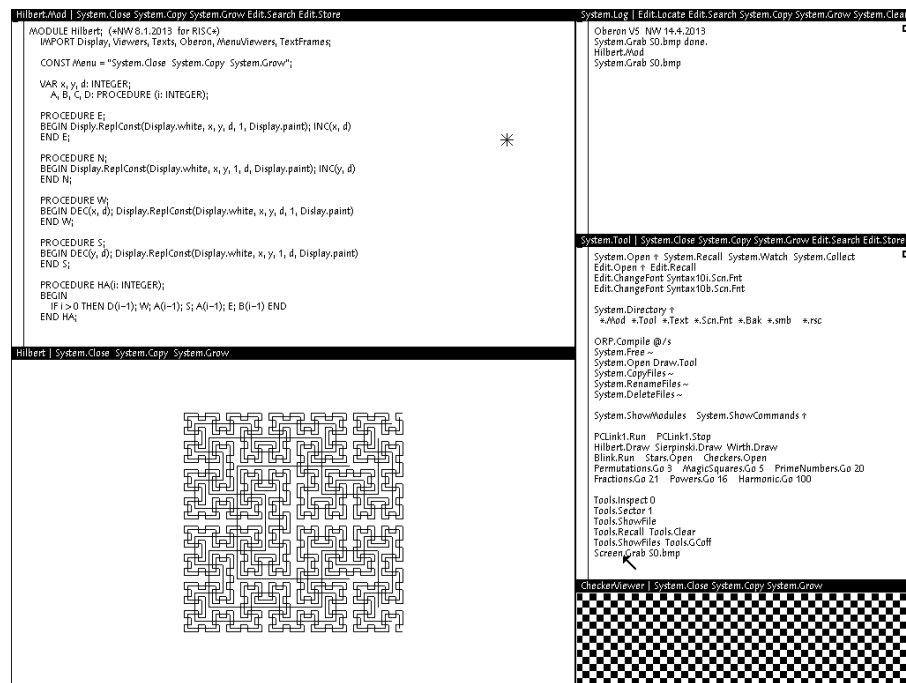 Hilbert.Mod | System.Close System.Copy System.Grow Edit.Search Edit.Store
MODULE Hilbert;  (*NW 8.1.2013  for RISC*)
IMPORT Display, Viewers, Texts, Oberon, MenuViewers, TextFrames;
CONST Menu = "System.Close  System.Copy  System.Grow";
VAR x, y, d: INTEGER;
A, B, C, D: PROCEDURE (i: INTEGER);
PROCEDURE E;
BEGIN Disply.ReplConst(Display.white, x, y, d, 1, Display.paint); INC(x, d)
END E;
PROCEDURE N;
BEGIN Display.ReplConst(Display.white, x, y, 1, d, Display.paint); INC(y, d)
END N;
PROCEDURE W;
BEGIN DEC(x, d); Display.ReplConst(Display.white, x, y, d, 1, Dislay.paint)
END W;
PROCEDURE S;
BEGIN DEC(y, d); Display.ReplConst(Display.white, x, y, 1, d, Display.paint)
END S;
PROCEDURE HA(i: INTEGER);
BEGIN
IF i > 0 THEN D(i−1); W; A(i−1); S; A(i−1); E; B(i−1) END
END HA;
Hilbert | System.Close  System.Copy  System.Grow
System.Log | Edit.Locate Edit.Search System.Copy System.Grow System.Clear
Oberon V5  NW 14.4.2013
System.Grab S0.bmp done.
Hilbert.Mod
System.Grab S0.bmp
System.Tool | System.Close System.Copy System.Grow Edit.Search Edit.Store
System.Open ↑  System.Recall  System.Watch  System.Collect
Edit.Open ↑  Edit.Recall
Edit.ChangeFont Syntax10i.Scn.Fnt
Edit.ChangeFont Syntax10b.Scn.Fnt
System.Directory ↑
*.Mod  *.Tool  *.Text  *.Scn.Fnt  *.Bak  *.smb    *.rsc
ORP.Compile @/s
System.Free ~
System.Open Draw.Tool
System.CopyFiles ~
System.RenameFiles ~
System.DeleteFiles ~
System.ShowModules    System.ShowCommands ↑
PCLink1.Run    PCLink1.Stop
Hilbert.Draw  Sierpinski.Draw  Wirth.Draw
Blink.Run    Stars.Open    Checkers.Open
Permutations.Go 3    MagicSquares.Go 5    PrimeNumbers.Go 20
Fractions.Go 21    Powers.Go 16    Harmonic.Go 100
Tools.Inspect 0
Tools.Sector 1
Tools.ShowFile
Tools.Recall  Tools.Clear
Tools.ShowFiles  Tools.GCoff
Screen.Grab S0.bmp
CheckerViewer | System.Close System.Copy System.Grow